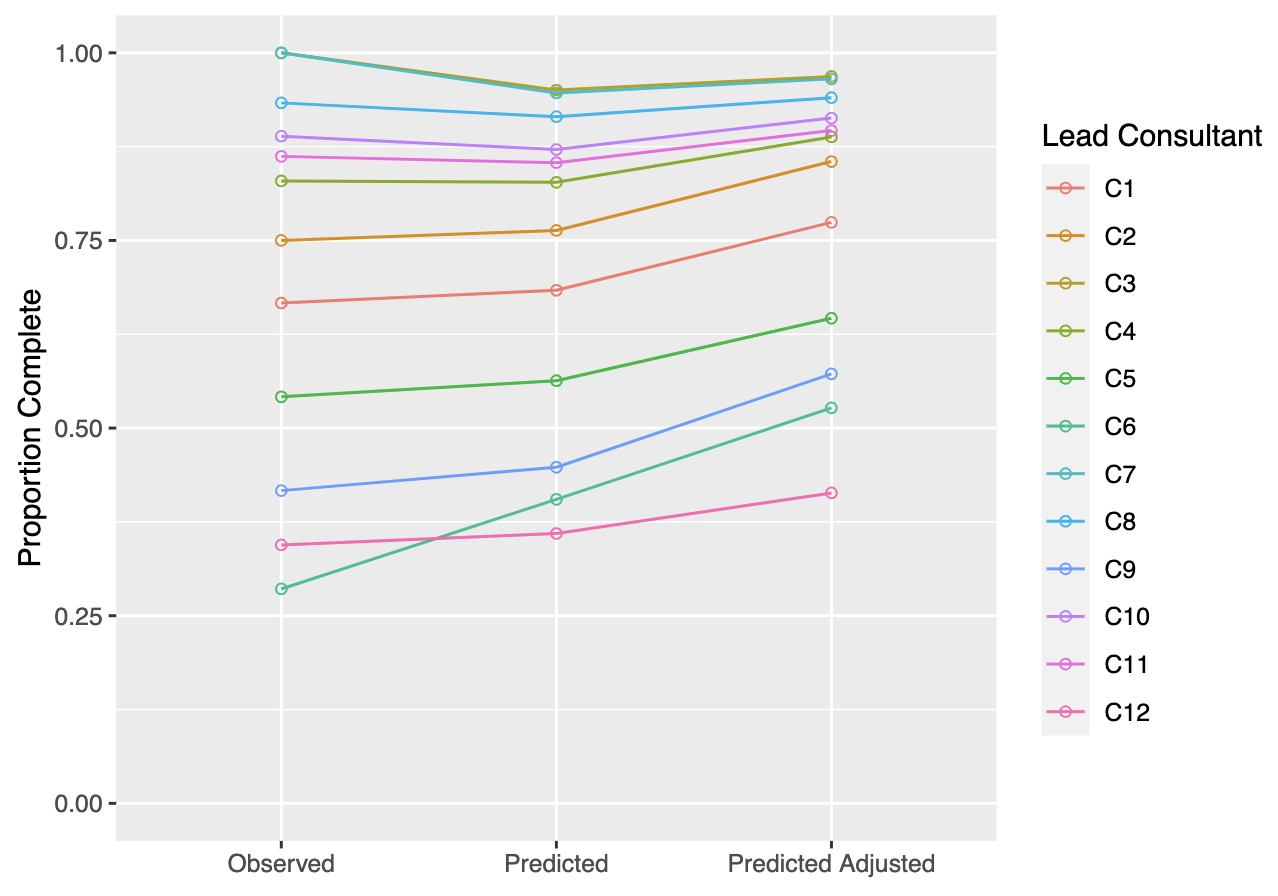 Proportion Complete
1.00
0.75
0.50
0.25
0.00
Observed
Predicted
Predicted Adjusted
Lead Consultant
C1
C2
C3
C4
C5
C6
C7
C8
C9
C10
C11
C12